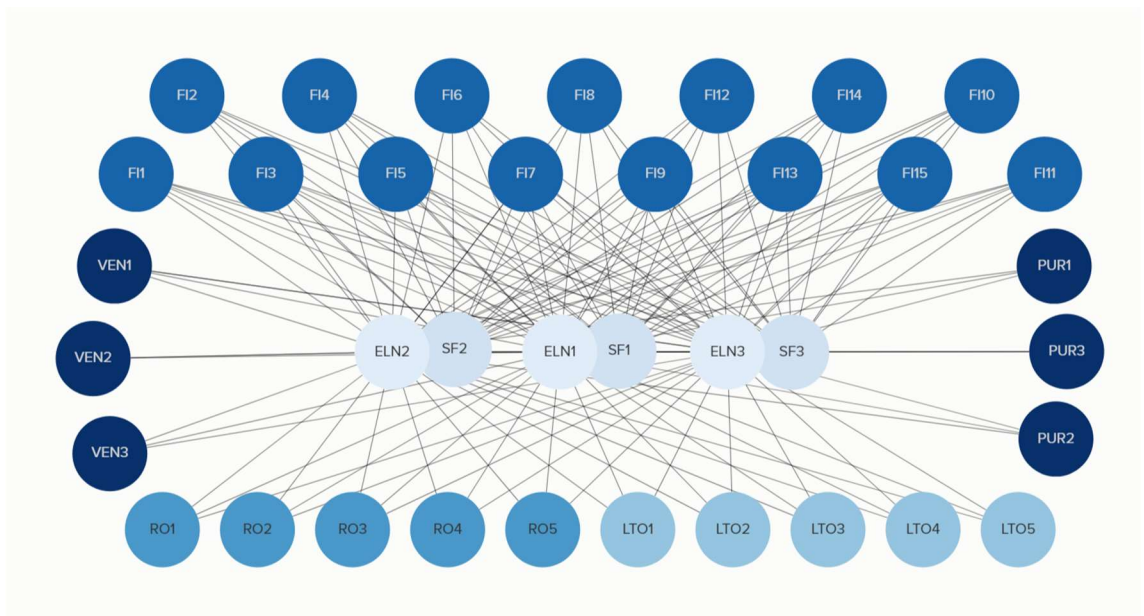 FI2 FI4 FI6 FI8 FI12 FI14 FI10
FI1 FI3 FI5 FI7 FI9 FI13 FI15 FI11
VEN1 PUR1
VEN2 ELN2 SF2 ELN1 SF1 ELN3 SF3 PUR3
VEN3 PUR2
RO1 RO2 RO3 RO4 RO5 LTO1 LTO2 LTO3 LTO4 LTO5